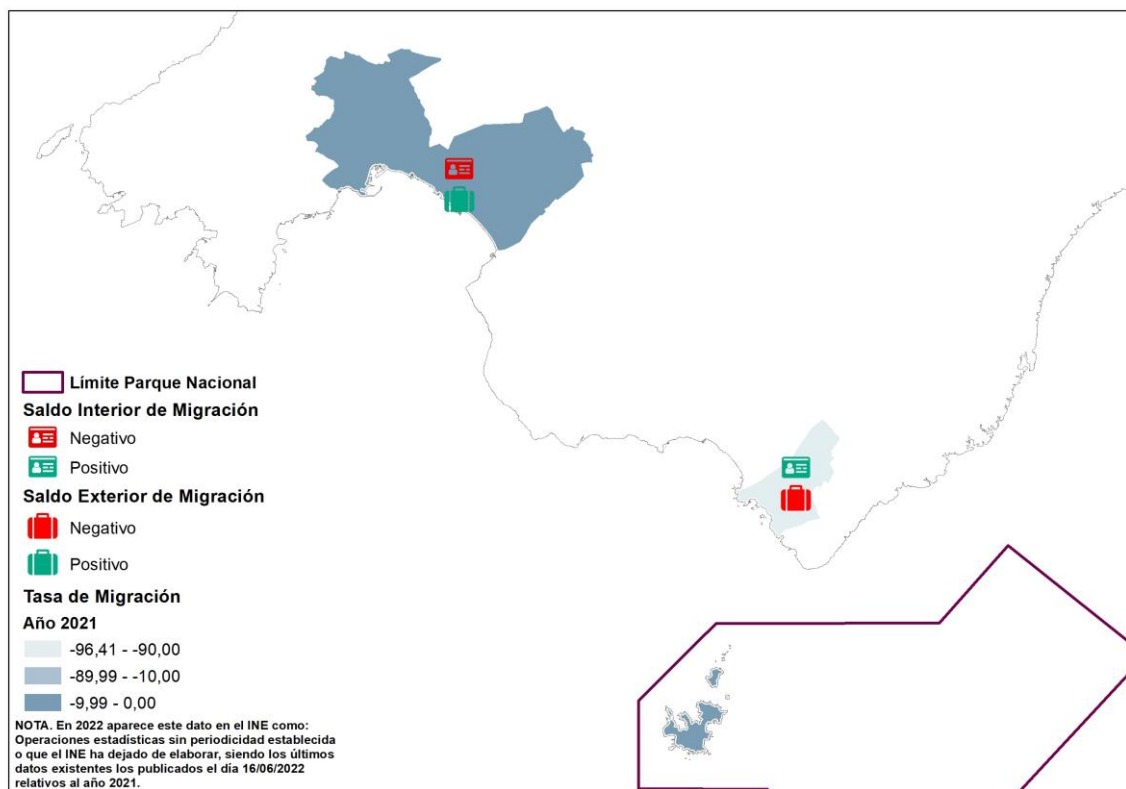 Límite Parque Nacional
Saldo Interior de Migración
Negativo
Positivo
Saldo Exterior de Migración
Negativo
Positivo
Tasa de Migración
Año 2021
-96,41 - -90,00
-89,99 - -10,00
-9,99 - 0,00
NOTA. En 2022 aparece este dato en el INE como:
Operaciones estadísticas sin periodicidad establecida
o que el INE ha dejado de elaborar, siendo los últimos
datos existentes los publicados el día 16/06/2022
relativos al año 2021.